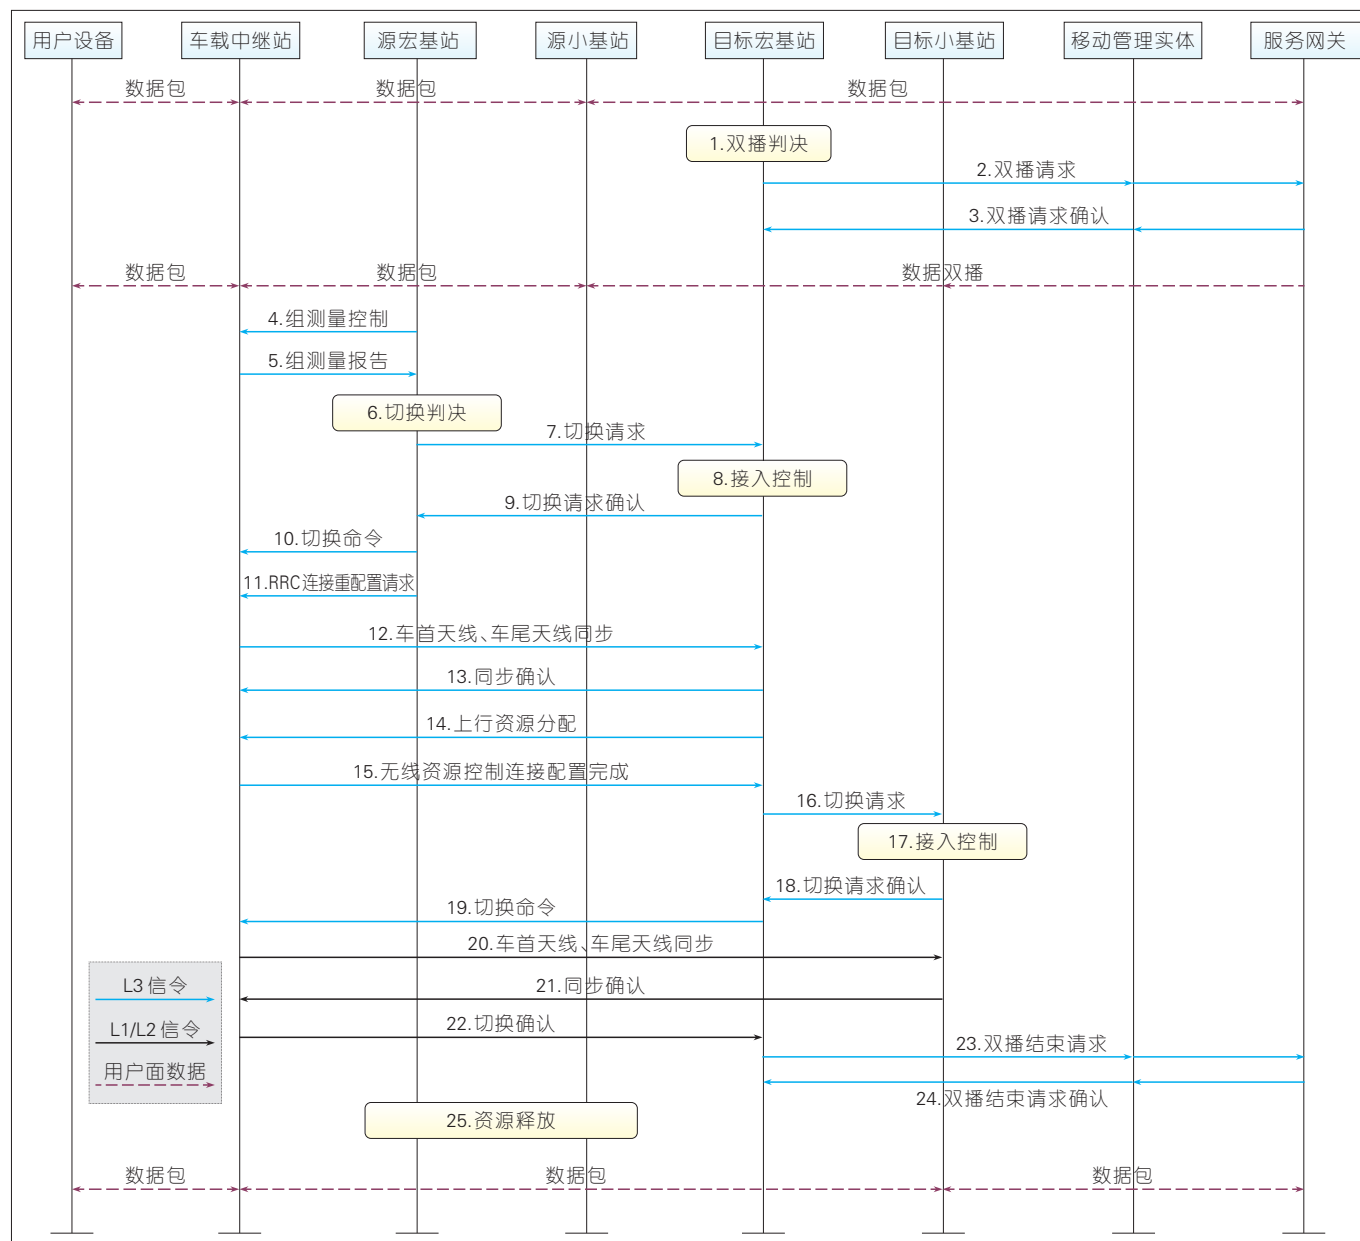 用户设备 车载中继站 源宏基站 源小基站 目标宏基站 目标小基站 移动管理实体 服务网关
数据包 数据包 数据包
1.双播判决
2.双播请求
3.双播请求确认
数据包 数据包 数据双播
4.组测量控制
5.组测量报告
6.切换判决
7.切换请求
8.接入控制
9.切换请求确认
10.切换命令
11.RRC连接重配置请求
12.车首天线、车尾天线同步
13.同步确认
14.上行资源分配
15.无线资源控制连接配置完成
16.切换请求
17.接入控制
18.切换请求确认
19.切换命令
20.车首天线、车尾天线同步
L3信令
21.同步确认
L1/L2信令
22.切换确认
23.双播结束请求
用户面数据
24.双播结束请求确认
25.资源释放
数据包 数据包 数据包